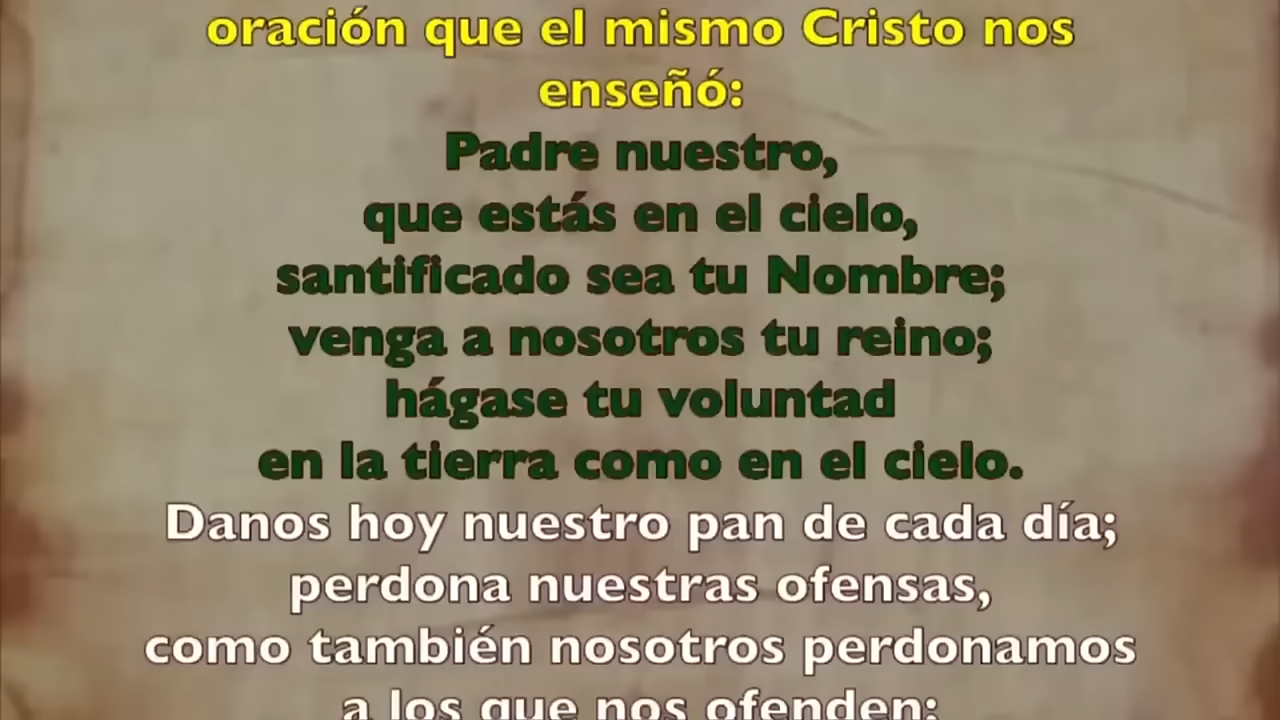 oración que el mismo Cristo nos
enseñó:
Padre nuestro,
que estás en el cielo,
santificado sea tu Nombre;
venga a nosotros tu reino;
hágase tu voluntad
en la tierra como en el cielo.
Danos hoy nuestro pan de cada día;
perdona nuestras ofensas,
como también nosotros perdonamos
a los que nos ofenden;